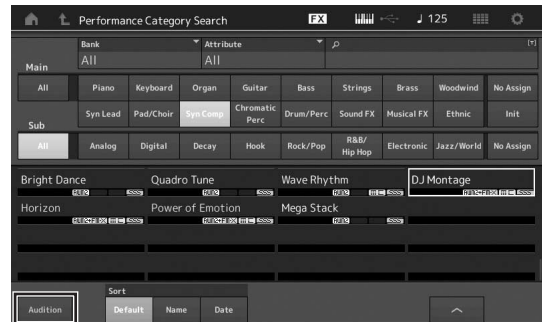 Performance Category Search FX ♩ 125
Bank Attribute
Main All All
All Piano Keyboard Organ Guitar Bass Strings Brass Woodwind No Assign
Syn Lead Pad/Choir Syn Comp Chromatic Perc Drum/Perc Sound FX Musical FX Ethnic Init
Sub
All Analog Digital Decay Hook Rock/Pop R&B/ Hip Hop Electronic Jazz/World No Assign
Bright Dance Quadro Tune Wave Rhythm DJ Montage
Horizon Power of Emotion Mega Stack
Sort
Audition Default Name Date